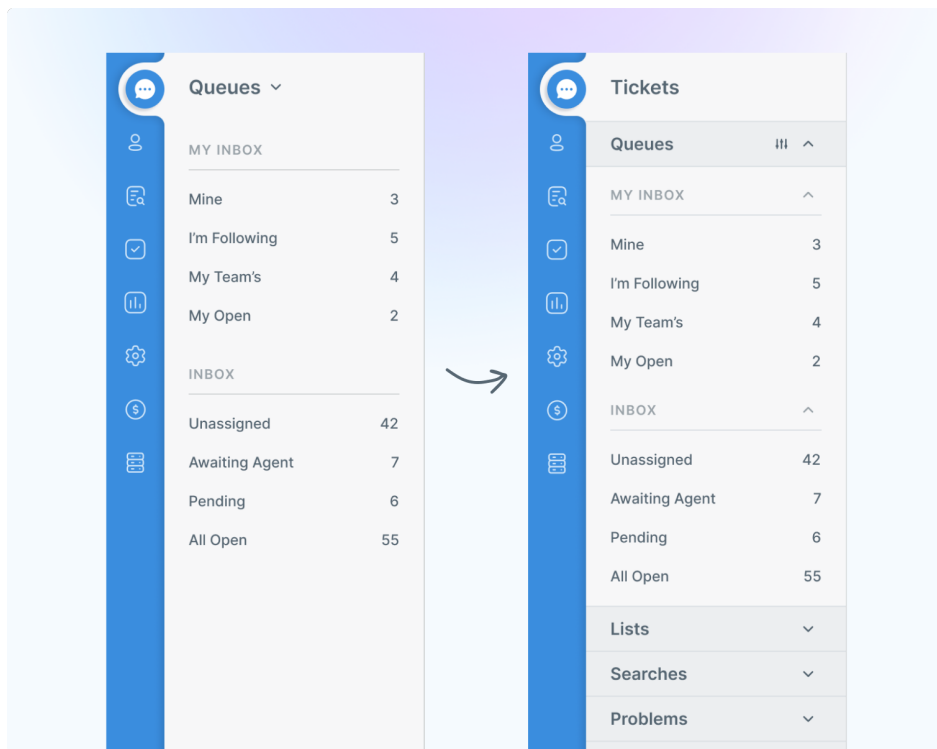 Queues
MY INBOX
Mine 3
I'm Following 5
My Team's 4
My Open 2
INBOX
Unassigned 42
Awaiting Agent 7
Pending 6
All Open 55
Tickets
Queues
MY INBOX
Mine 3
I'm Following 5
My Team's 4
My Open 2
INBOX
Unassigned 42
Awaiting Agent 7
Pending 6
All Open 55
Lists
Searches
Problems